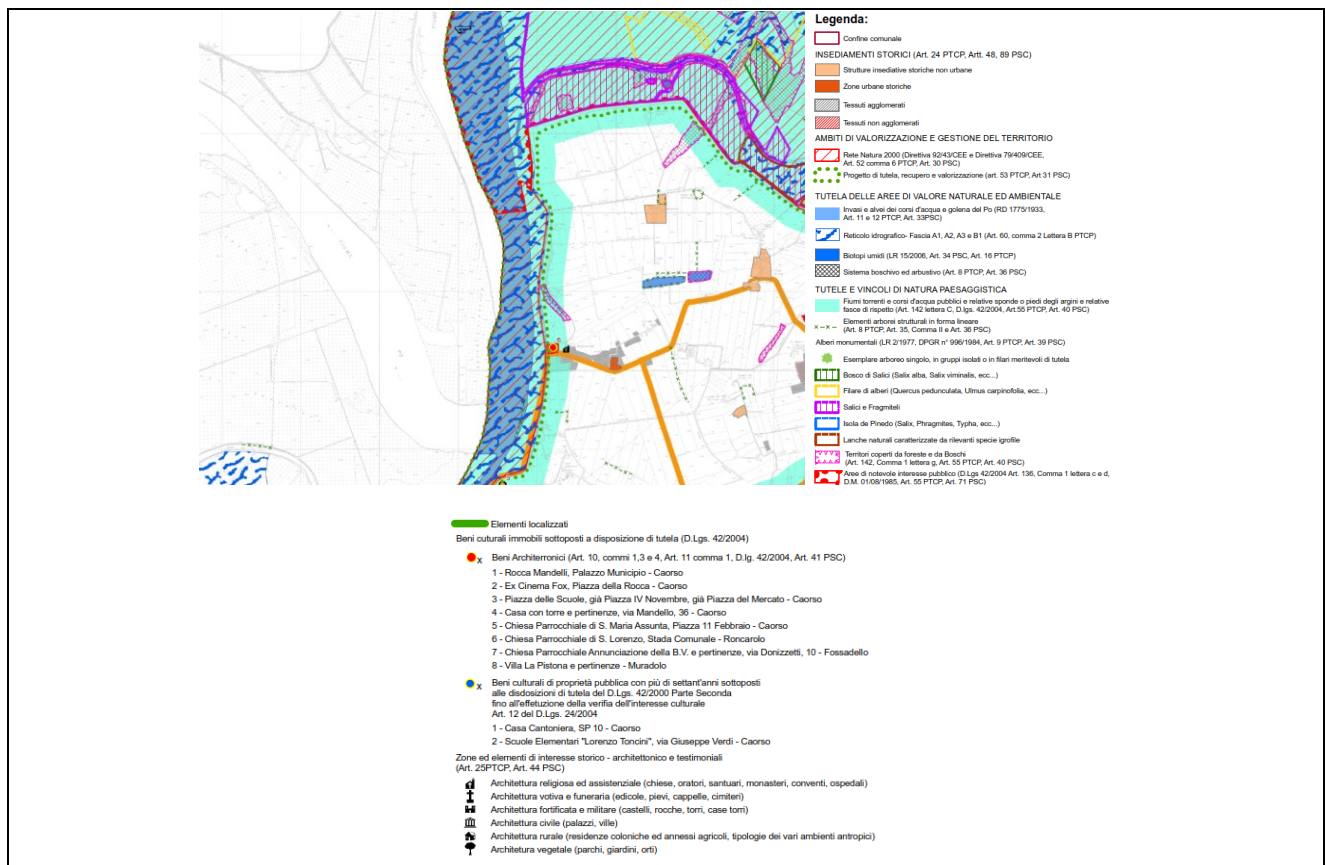 Legenda:
Confine comunale
INSEDIAMENTI STORICI (Art. 24 PTCP, Artt. 48, 89 PSC)
Strutture insediative storiche non urbane
Zone urbane storiche
Tessuti agglomerati
Tessuti non agglomerati
AMBITI DI VALORIZZAZIONE E GESTIONE DEL TERRITORIO
Rete Natura 2000 (Direttiva 92/43/CEE e Direttiva 79/409/CEE,
Art. 52 comma 6 PTCP, Art. 30 PSC)
Progetto di tutela, recupero e valorizzazione (art. 53 PTCP, Art 31 PSC)
TUTELA DELLE AREE DI VALORE NATURALE ED AMBIENTALE
Invasi e alvei dei corsi d'acqua e golena del Po (RD 1775/1933,
Art. 11 e 12 PTCP, Art. 33PSC)
Reticolo idrografico- Fascia A1, A2, A3 e B1 (Art. 60, comma 2 Lettera B PTCP)
Biotopi umidi (LR 15/2006, Art. 34 PSC, Art. 16 PTCP)
Sistema boschivo ed arbustivo (Art. 8 PTCP, Art. 36 PSC)
TUTELE E VINCOLI DI NATURA PAESAGGISTICA
Fiumi torrenti e corsi d'acqua pubblici e relative sponde o piedi degli argini e relative
fasce di rispetto (Art. 142 lettera C, D.lgs. 42/2004, Art.55 PTCP, Art. 40 PSC)
Elementi arborei strutturali in forma lineare
(Art. 8 PTCP, Art. 35, Comma II e Art. 36 PSC)
Alberi monumentali (LR 2/1977, DPGR n° 996/1984, Art. 9 PTCP, Art. 39 PSC)
Esemplare arboreo singolo, in gruppi isolati o in filari meritevoli di tutela
Bosco di Salici (Salix alba, Salix viminalis, ecc...)
Filare di alberi (Quercus pedunculata, Ulmus carpinofolia, ecc...)
Salici e Fragmiteli
Isola de Pinedo (Salix, Phragmites, Typha, ecc...)
Lanche naturali caratterizzate da rilevanti specie igrofile
Territori coperti da foreste e da Boschi
(Art. 142, Comma 1 lettera g, Art. 55 PTCP, Art. 40 PSC)
Aree di notevole interesse pubblico (D.Lgs 42/2004 Art. 136, Comma 1 lettera c e d,
D.M. 01/08/1985, Art. 55 PTCP, Art. 71 PSC)
Elementi localizzati
Beni cuturali immobili sottoposti a disposizione di tutela (D.Lgs. 42/2004)
x Beni Architerronici (Art. 10, commi 1,3 e 4, Art. 11 comma 1, D.lg. 42/2004, Art. 41 PSC)
1 - Rocca Mandelli, Palazzo Municipio - Caorso
2 - Ex Cinema Fox, Piazza della Rocca - Caorso
3 - Piazza delle Scuole, già Piazza IV Novembre, già Piazza del Mercato - Caorso
4 - Casa con torre e pertinenze, via Mandello, 36 - Caorso
5 - Chiesa Parrocchiale di S. Maria Assunta, Piazza 11 Febbraio - Caorso
6 - Chiesa Parrocchiale di S. Lorenzo, Stada Comunale - Roncarolo
7 - Chiesa Parrocchiale Annunciazione della B.V. e pertinenze, via Donizzetti, 10 - Fossadello
8 - Villa La Pistona e pertinenze - Muradolo
x Beni culturali di proprietà pubblica con più di settant'anni sottoposti
alle disdosizioni di tutela del D.Lgs. 42/2000 Parte Seconda
fino all'effetuzione della verifia dell'interesse culturale
Art. 12 del D.Lgs. 24/2004
1 - Casa Cantoniera, SP 10 - Caorso
2 - Scuole Elementari "Lorenzo Toncini", via Giuseppe Verdi - Caorso
Zone ed elementi di interesse storico - architettonico e testimoniali
(Art. 25PTCP, Art. 44 PSC)
Architettura religiosa ed assistenziale (chiese, oratori, santuari, monasteri, conventi, ospedali)
Architettura votiva e funeraria (edicole, pievi, cappelle, cimiteri)
Architettura fortificata e militare (castelli, rocche, torri, case torri)
Architettura civile (palazzi, ville)
Architettura rurale (residenze coloniche ed annessi agricoli, tipologie dei vari ambienti antropici)
Architetura vegetale (parchi, giardini, orti)